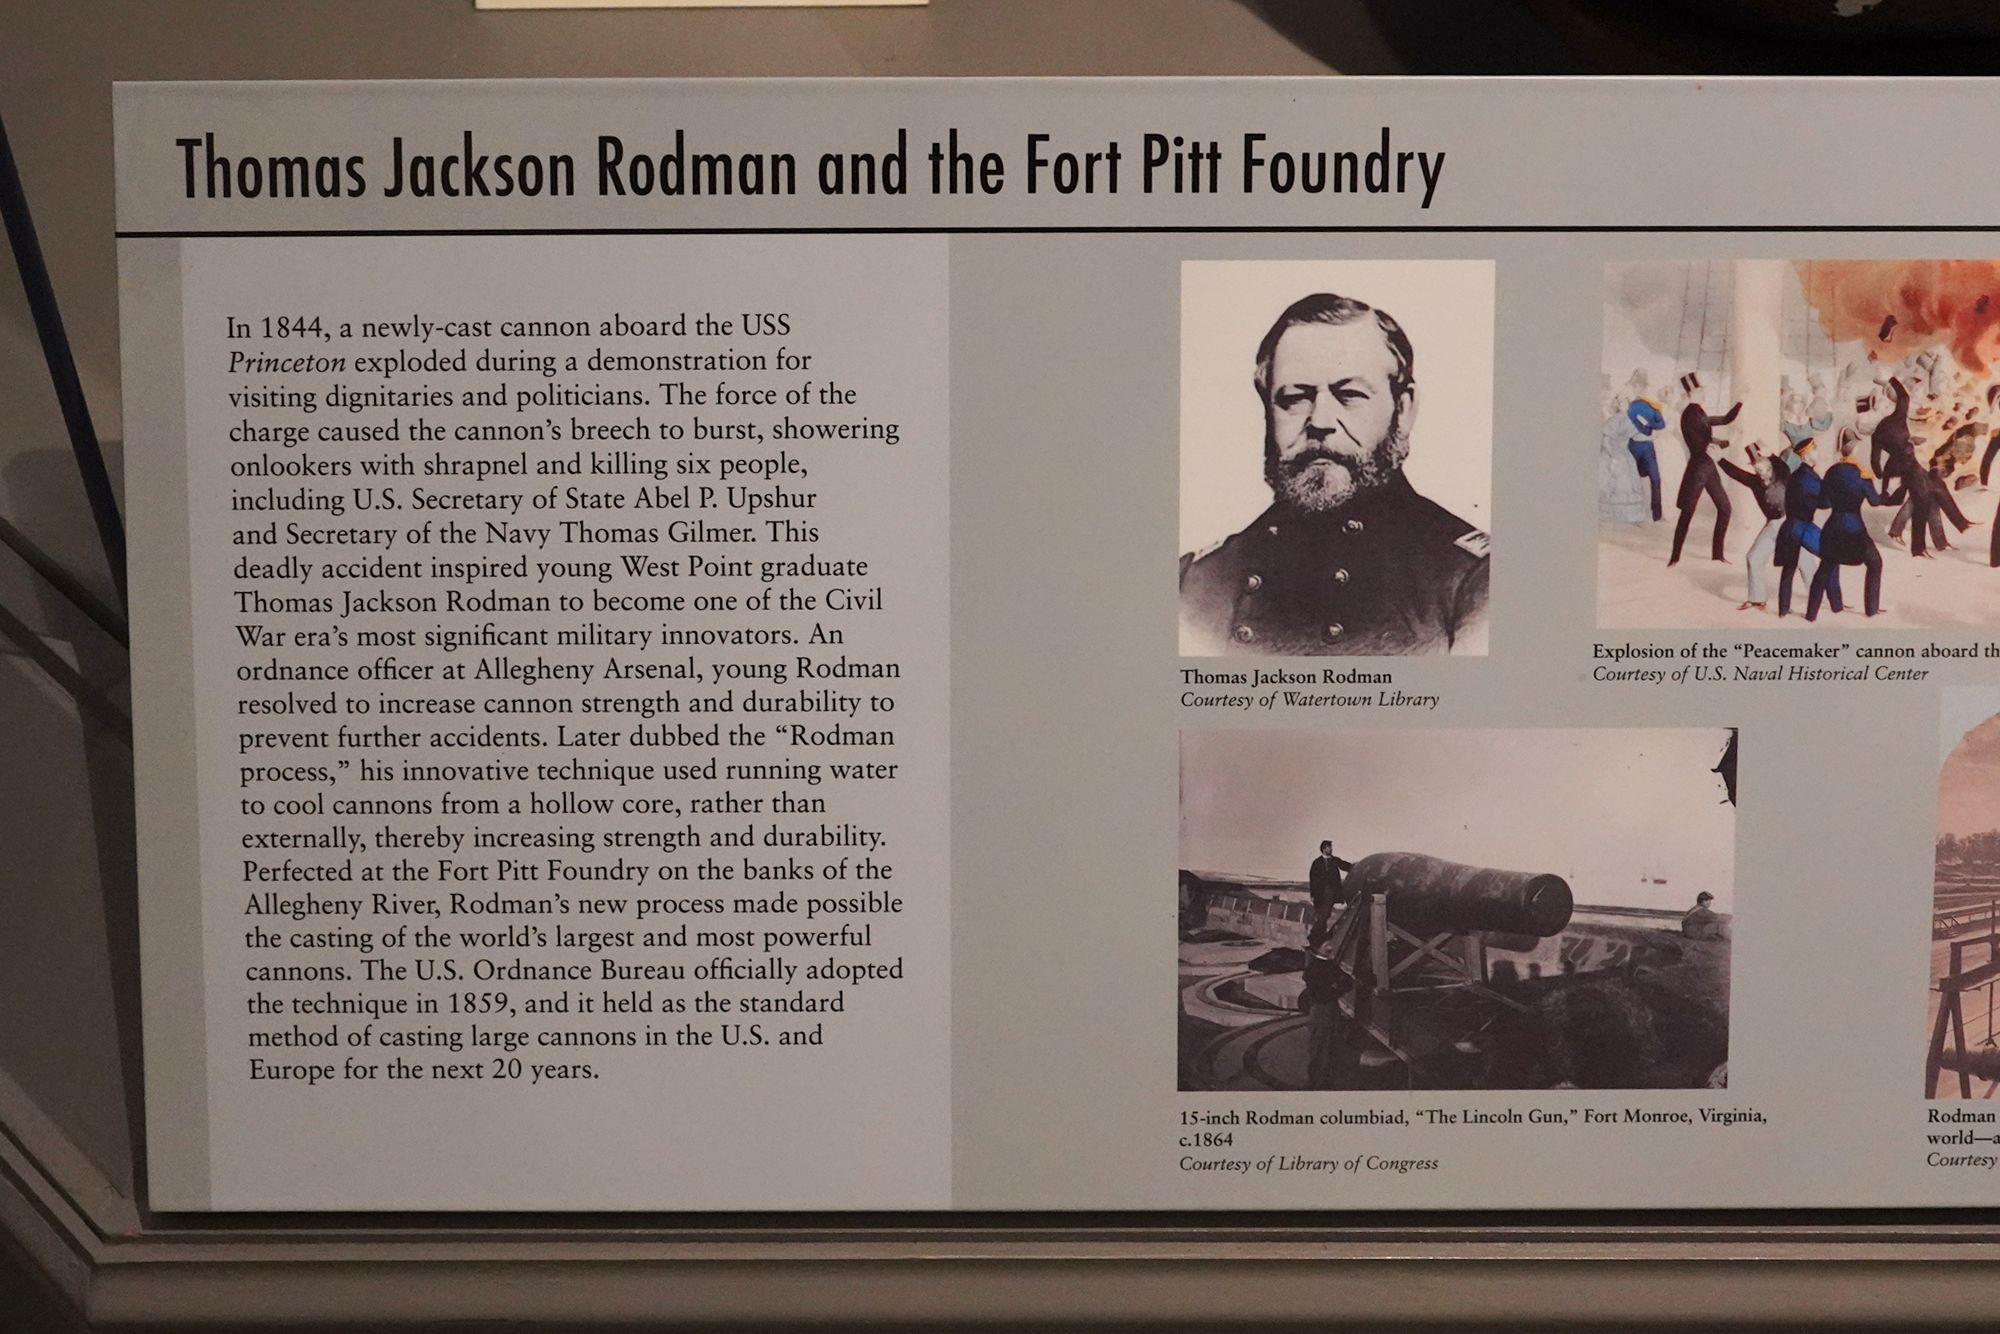 Thomas Jackson Rodman and the Fort Pitt Foundry
In 1844, a newly-cast cannon aboard the USS
Princeton exploded during a demonstration for
visiting dignitaries and politicians. The force of the
charge caused the cannon's breech to burst, showering
onlookers with shrapnel and killing six people,
including U.S. Secretary of State Abel P. Upshur
and Secretary of the Navy Thomas Gilmer. This
deadly accident inspired young West Point graduate
Thomas Jackson Rodman to become one of the Civil
War era's most significant military innovators. An
ordnance officer at Allegheny Arsenal, young Rodman
resolved to increase cannon strength and durability to
prevent further accidents. Later dubbed the “Rodman
process,” his innovative technique used running water
to cool cannons from a hollow core, rather than
externally, thereby increasing strength and durability.
Perfected at the Fort Pitt Foundry on the banks of the
Allegheny River, Rodman's new process made possible
the casting of the world's largest and most powerful
cannons. The U.S. Ordnance Bureau officially adopted
the technique in 1859, and it held as the standard
method of casting large cannons in the U.S. and
Europe for the next 20 years.
Thomas Jackson Rodman
Courtesy of Watertown Library
Explosion of the “Peacemaker” cannon aboard th
Courtesy of U.S. Naval Historical Center
15-inch Rodman columbiad, “The Lincoln Gun,” Fort Monroe, Virginia,
c.1864
Courtesy of Library of Congress
Rodman
world—a
Courtesy